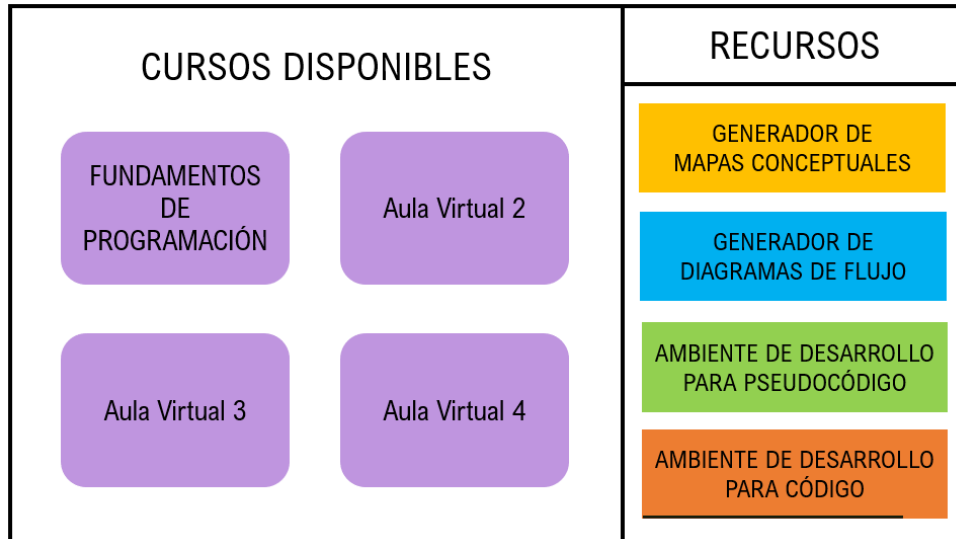 CURSOS DISPONIBLES
FUNDAMENTOS
DE
PROGRAMACIÓN
Aula Virtual 2
Aula Virtual 3
Aula Virtual 4
RECURSOS
GENERADOR DE
MAPAS CONCEPTUALES
GENERADOR DE
DIAGRAMAS DE FLUJO
AMBIENTE DE DESARROLLO
PARA PSEUDOCÓDIGO
AMBIENTE DE DESARROLLO
PARA CÓDIGO